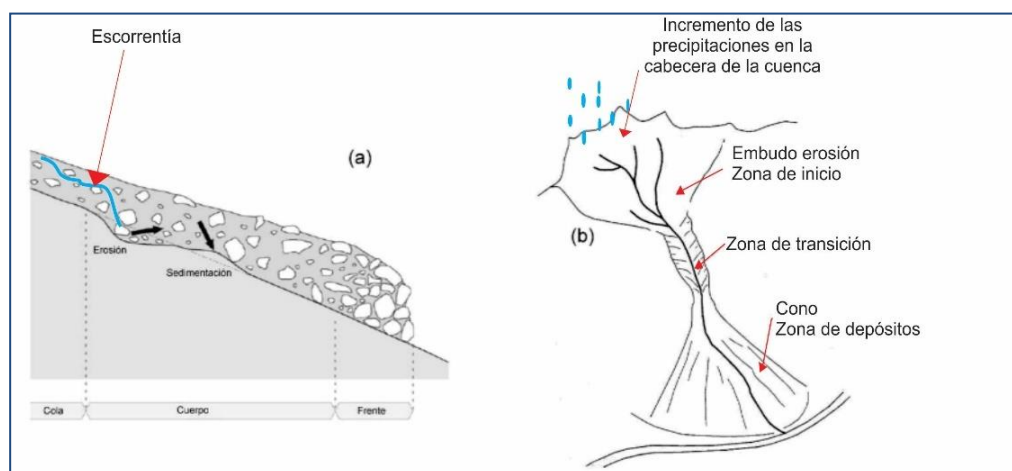 Escorrentía
(a)
Erosión
Sedimentación
Cola
Cuerpo
Frente
Incremento de las
precipitaciones en la
cabecera de la cuenca
Embudo erosión
Zona de inicio
(b)
Zona de transición
Cono
Zona de depósitos